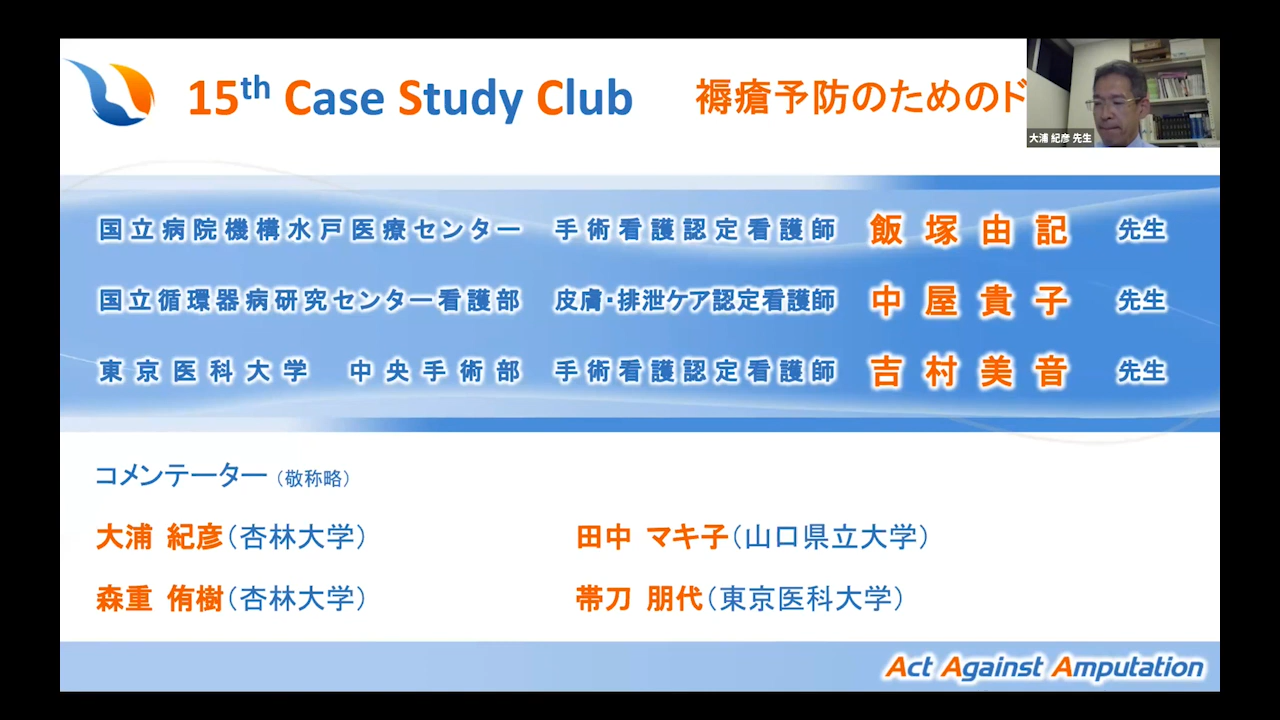 15th Case Study Club 褥瘡予防のためのド
大浦 紀彦 先生
国立病院機構水戸医療センター 手術看護認定看護師 飯塚由記 先生
国立循環器病研究センター看護部 皮膚・排泄ケア認定看護師 中屋貴子 先生
東京医科大学 中央手術部 手術看護認定看護師 吉村美音 先生
コメンテーター（敬称略）
大浦 紀彦（杏林大学） 田中 マキ子（山口県立大学）
森重 侑樹（杏林大学） 帯刀 朋代（東京医科大学）
Act Against Amputation